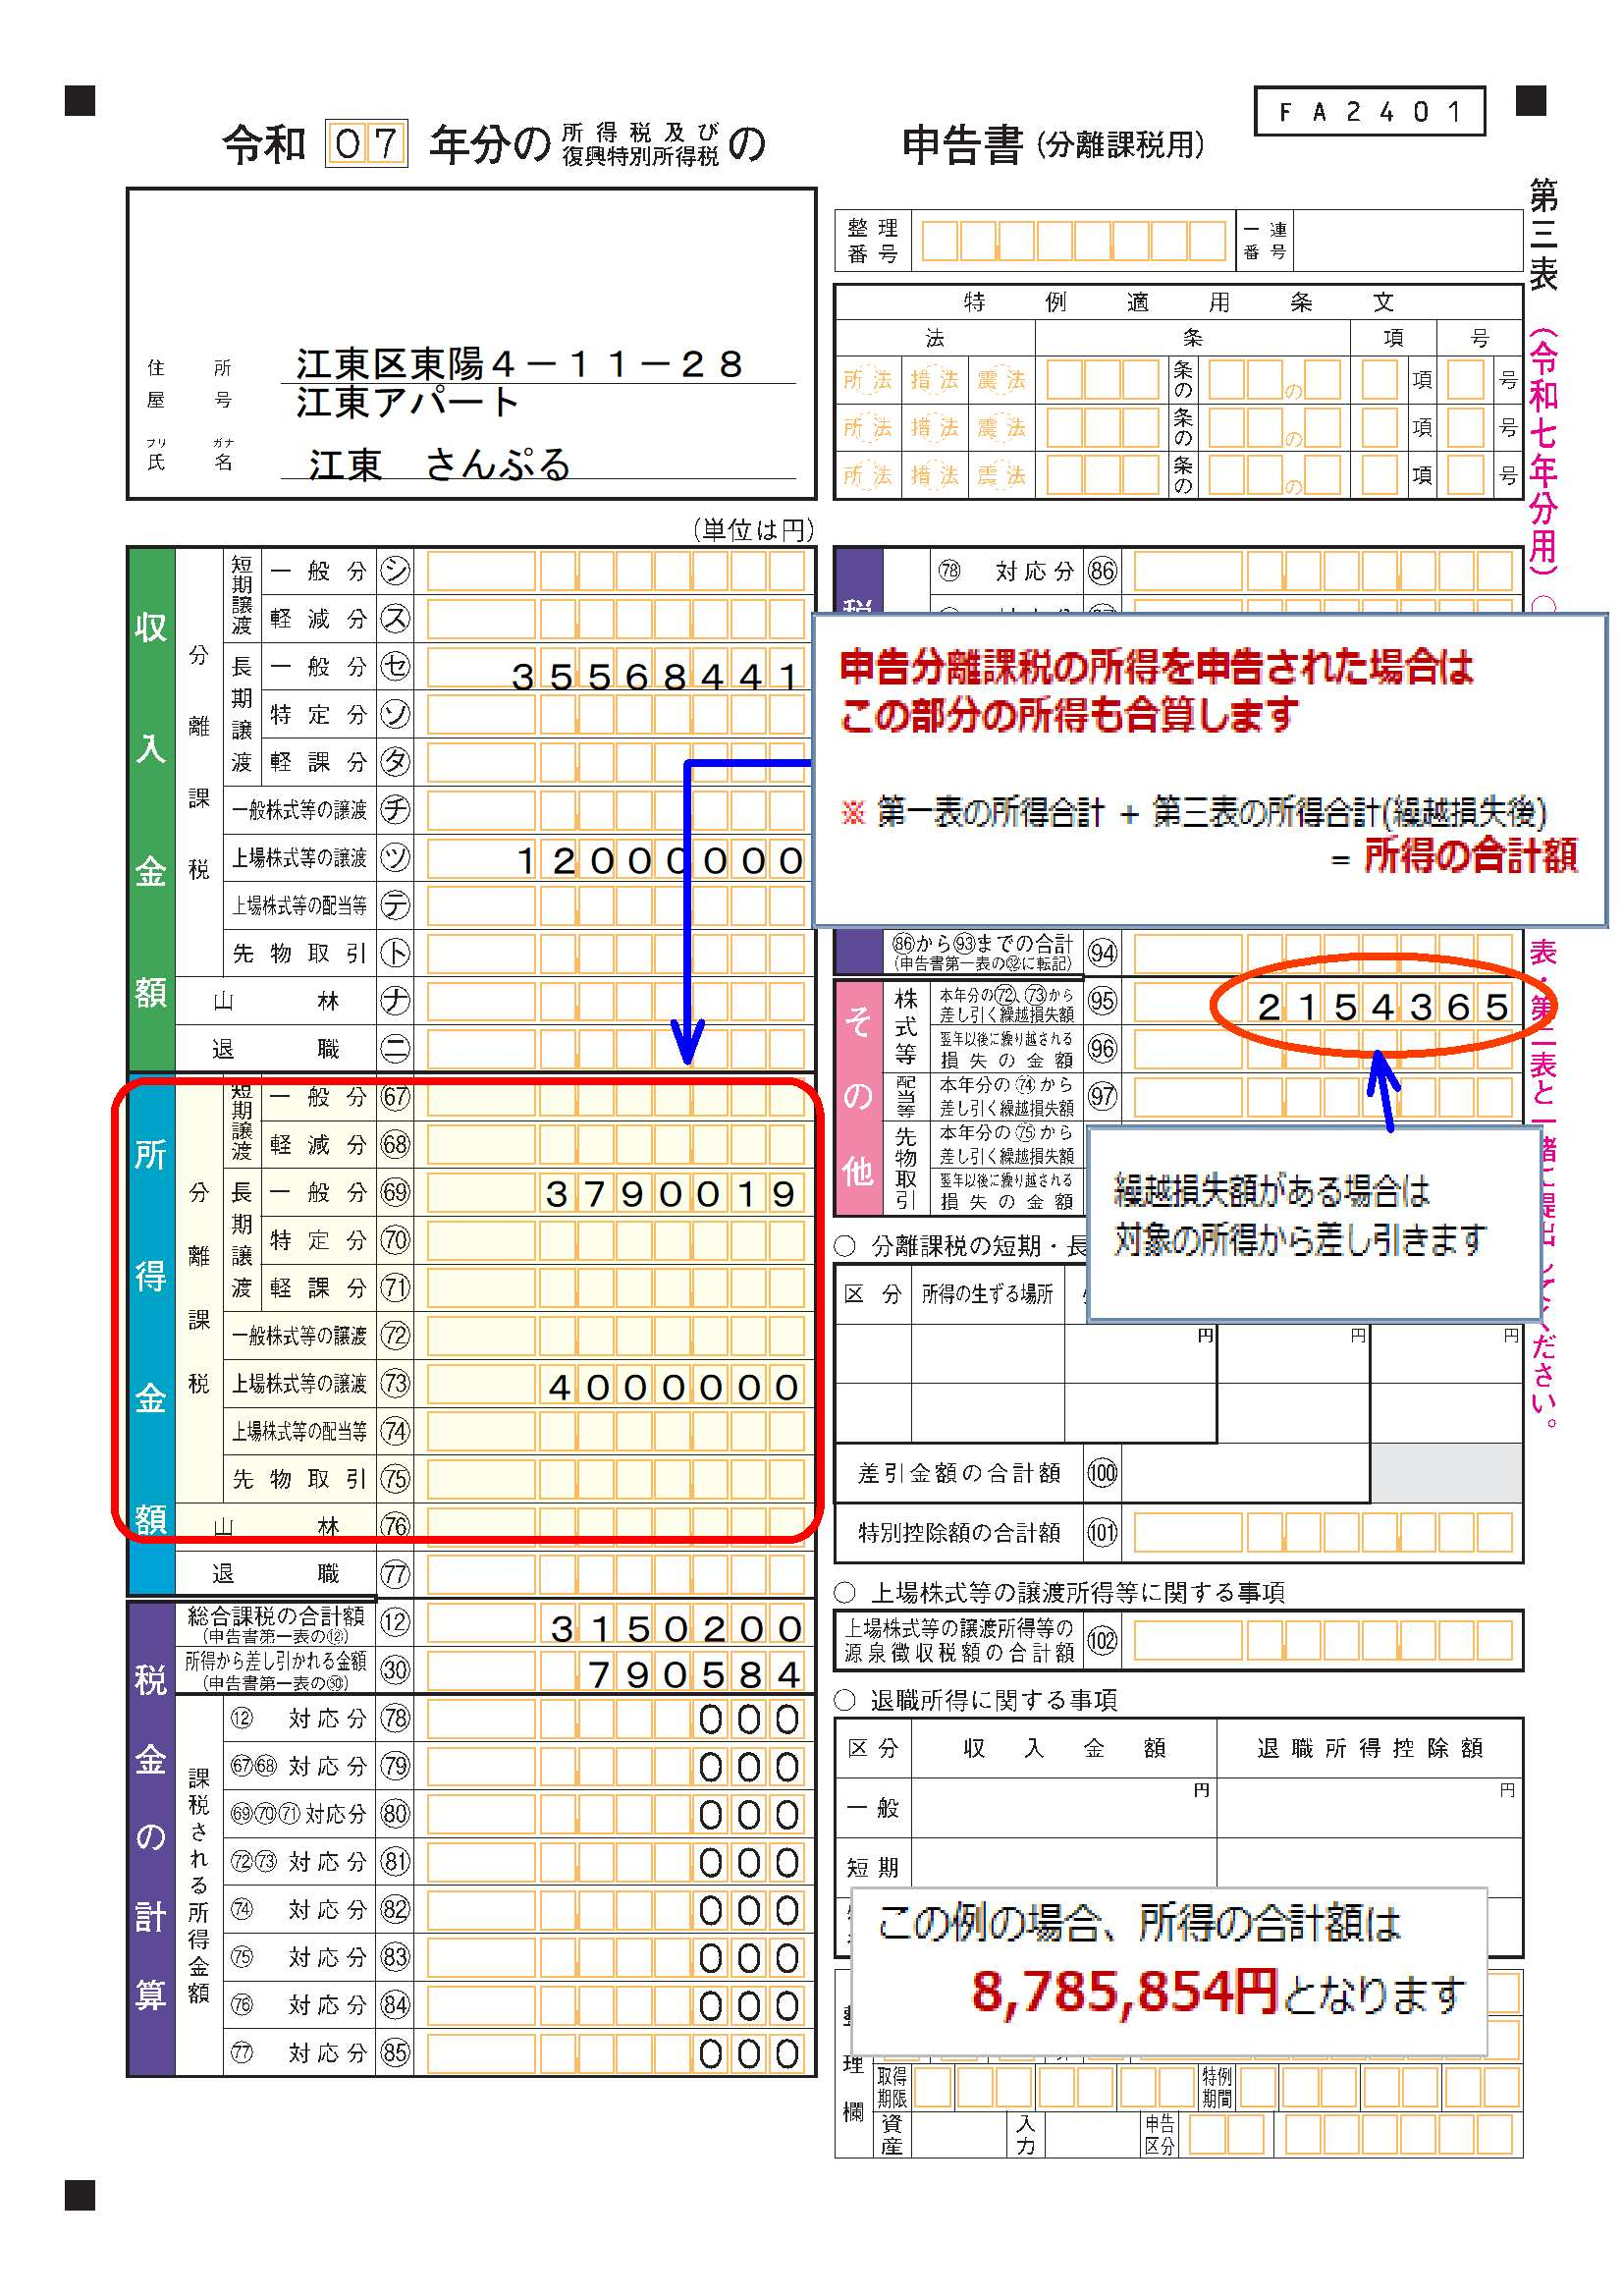 FA2401
令和 07 年分の 所得税及び復興特別所得税 の 申告書 (分離課税用)
第三表 (令和七年分用)
整理番号
一連番号
特例適用条文
法 条 項 号
所法 措法 震法 条の の 項 号
所法 措法 震法 条の の 項 号
所法 措法 震法 条の の 項 号
住所 江東区東陽4-11-28
屋号 江東アパート
フリガナ
氏名 江東 さんぷる
(単位は円)
収入金額
分離課税
短期譲渡 一般分 シ
軽減分 ス
長期譲渡 一般分 セ 35568441
特定分 ソ
軽課分 タ
一般株式等の譲渡 チ
上場株式等の譲渡 ツ 12000000
上場株式等の配当等 テ
先物取引 ト
山林 ナ
退職 ニ
所得金額
分離課税
短期譲渡 一般分 67
軽減分 68
長期譲渡 一般分 69 3790019
特定分 70
軽課分 71
一般株式等の譲渡 72
上場株式等の譲渡 73 4000000
上場株式等の配当等 74
先物取引 75
山林 76
退職 77
税金の計算
総合課税の合計額 (申告書第一表の⑫) 12 3150200
所得から差し引かれる金額 (申告書第一表の㉚) 30 790584
課税される所得金額
⑫ 対応分 78 000
67 68 対応分 79 000
69 70 71 対応分 80 000
72 73 対応分 81 000
74 対応分 82 000
75 対応分 83 000
76 対応分 84 000
77 対応分 85 000
税
78 対応分 86
申告分離課税の所得を申告された場合は
この部分の所得も合算します
※ 第一表の所得合計 + 第三表の所得合計(繰越損失後)
= 所得の合計額
86から93までの合計 (申告書第一表の㉜に転記) 94
その他
株式等 本年分の72、73から差し引く繰越損失額 95 2154365
翌年以後に繰り越される損失の金額 96
配当等 本年分の74から差し引く繰越損失額 97
先物取引 本年分の75から差し引く繰越損失額
翌年以後に繰り越される損失の金額
繰越損失額がある場合は
対象の所得から差し引きます
表・第二表と一緒に提出してください。
○ 分離課税の短期・長
区分 所得の生ずる場所
円 円 円
差引金額の合計額 100
特別控除額の合計額 101
○ 上場株式等の譲渡所得等に関する事項
上場株式等の譲渡所得等の源泉徴収税額の合計額 102
○ 退職所得に関する事項
区分 収入金額 退職所得控除額
一般 円 円
短期
この例の場合、所得の合計額は
8,785,854円となります
整理欄
取得期限 特例期間
資産 入力 申告区分